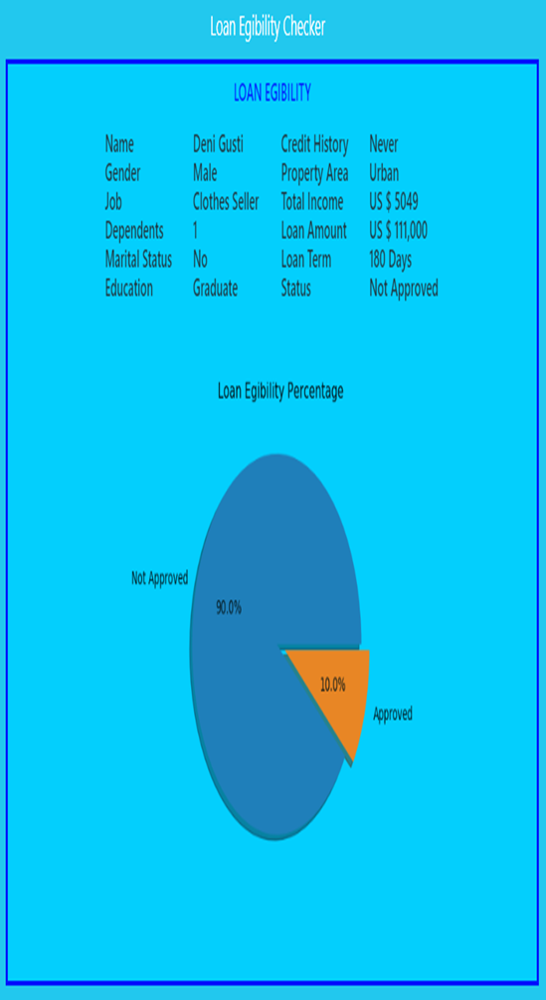 Loan Egibility Checker
LOAN EGIBILITY
Name Deni Gusti Credit History Never
Gender Male Property Area Urban
Job Clothes Seller Total Income US $ 5049
Dependents 1 Loan Amount US $ 111,000
Marital Status No Loan Term 180 Days
Education Graduate Status Not Approved
Loan Egibility Percentage
Not Approved
90.0%
10.0%
Approved